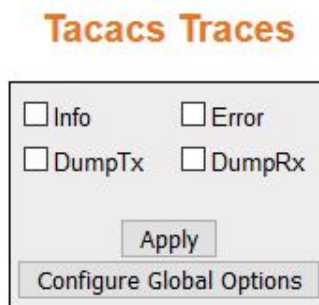 Tacacs Traces
Info Error
DumpTx DumpRx
Apply
Configure Global Options